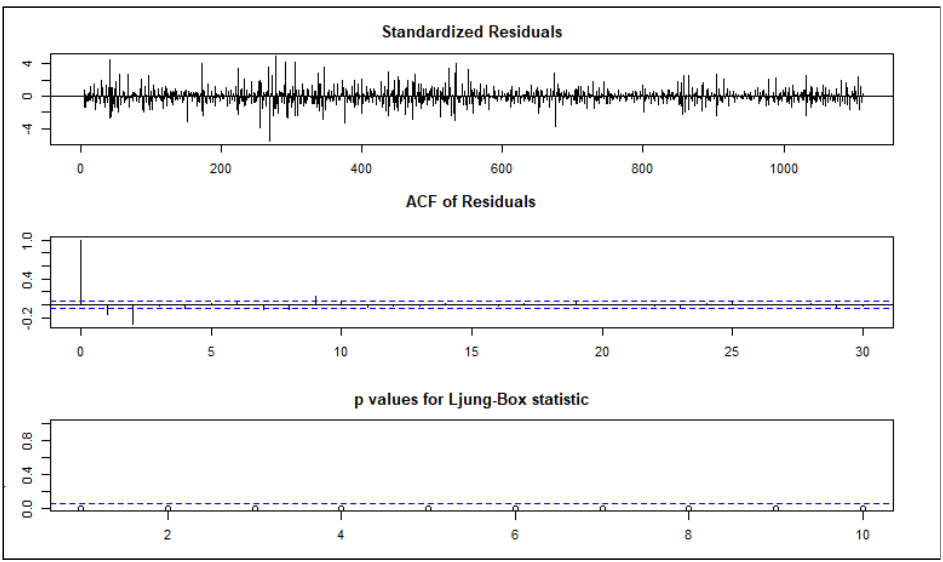 Standardized Residuals
4
0
-4
0 200 400 600 800 1000
ACF of Residuals
1.0
0.4
-0.2
0 5 10 15 20 25 30
p values for Ljung-Box statistic
0.8
0.4
0.0
2 4 6 8 10